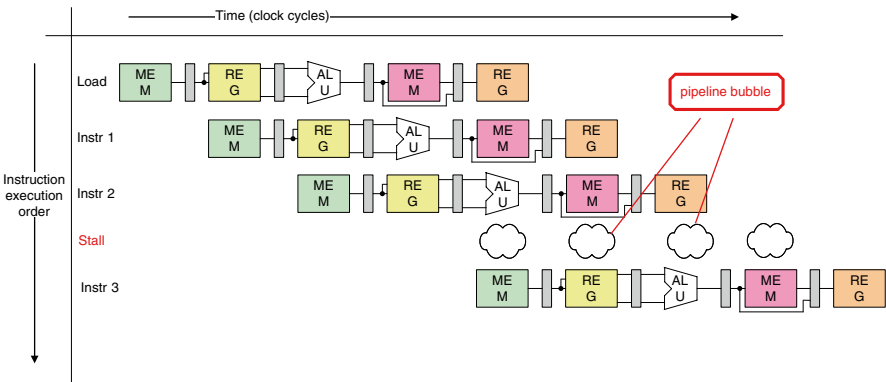 Time (clock cycles)
Load
ME
M
RE
G
AL
U
ME
M
RE
G
pipeline bubble
Instr 1
ME
M
RE
G
AL
U
ME
M
RE
G
Instruction
execution
order
Instr 2
ME
M
RE
G
AL
U
ME
M
RE
G
Stall
Instr 3
ME
M
RE
G
AL
U
ME
M
RE
G